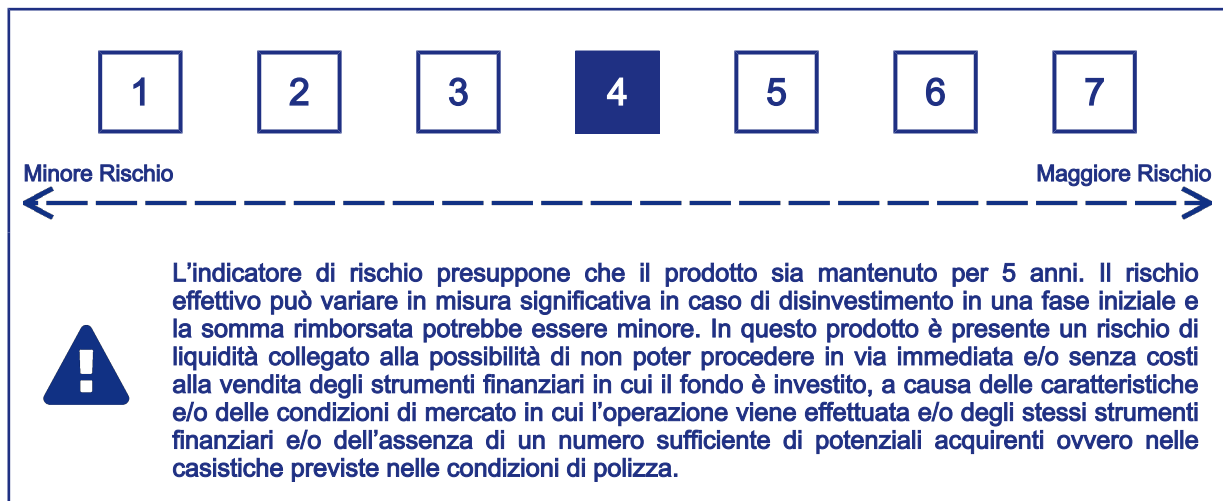 1 2 3 4 5 6 7
Minore Rischio Maggiore Rischio
L'indicatore di rischio presuppone che il prodotto sia mantenuto per 5 anni. Il rischio
effettivo può variare in misura significativa in caso di disinvestimento in una fase iniziale e
la somma rimborsata potrebbe essere minore. In questo prodotto è presente un rischio di
liquidità collegato alla possibilità di non poter procedere in via immediata e/o senza costi
alla vendita degli strumenti finanziari in cui il fondo è investito, a causa delle caratteristiche
e/o delle condizioni di mercato in cui l'operazione viene effettuata e/o degli stessi strumenti
finanziari e/o dell'assenza di un numero sufficiente di potenziali acquirenti ovvero nelle
casistiche previste nelle condizioni di polizza.